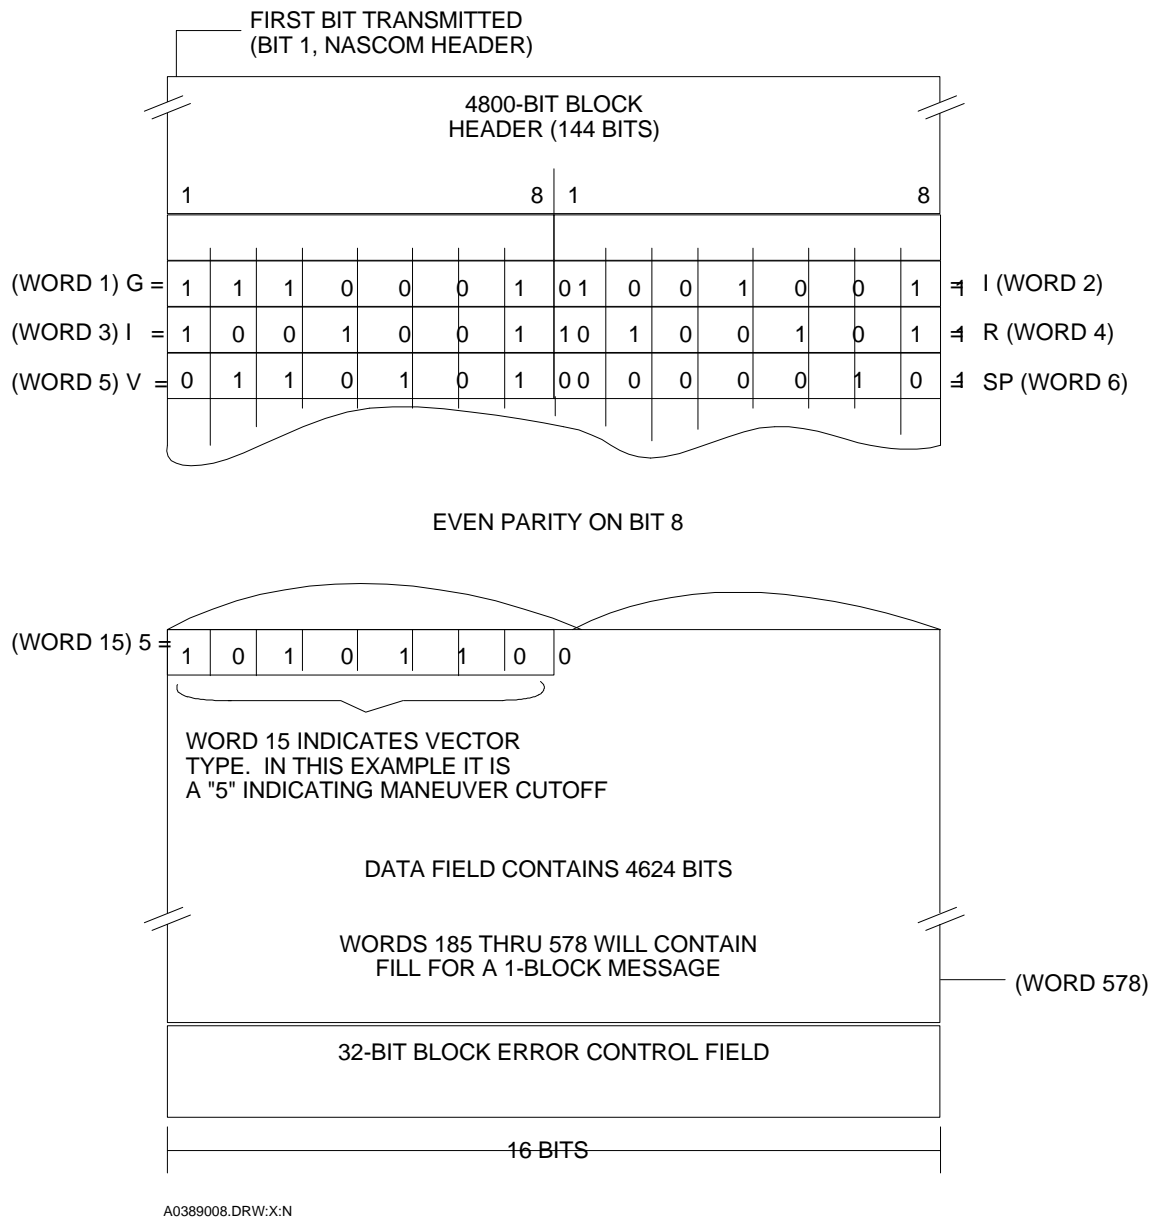 FIRST BIT TRANSMITTED
(BIT 1, NASCOM HEADER)
4800-BIT BLOCK
HEADER (144 BITS)
1 8 1 8
(WORD 1) G = 1 1 1 0 0 0 1 0 1 0 0 1 0 0 1 1 = I (WORD 2)
(WORD 3) I = 1 0 0 1 0 0 1 1 0 1 0 0 1 0 1 1 = R (WORD 4)
(WORD 5) V = 0 1 1 0 1 0 1 0 0 0 0 0 0 1 0 1 = SP (WORD 6)
EVEN PARITY ON BIT 8
(WORD 15) 5 = 1 0 1 0 1 1 0 0
WORD 15 INDICATES VECTOR
TYPE. IN THIS EXAMPLE IT IS
A "5" INDICATING MANEUVER CUTOFF
DATA FIELD CONTAINS 4624 BITS
WORDS 185 THRU 578 WILL CONTAIN
FILL FOR A 1-BLOCK MESSAGE
(WORD 578)
32-BIT BLOCK ERROR CONTROL FIELD
16 BITS
A0389008.DRW:X:N